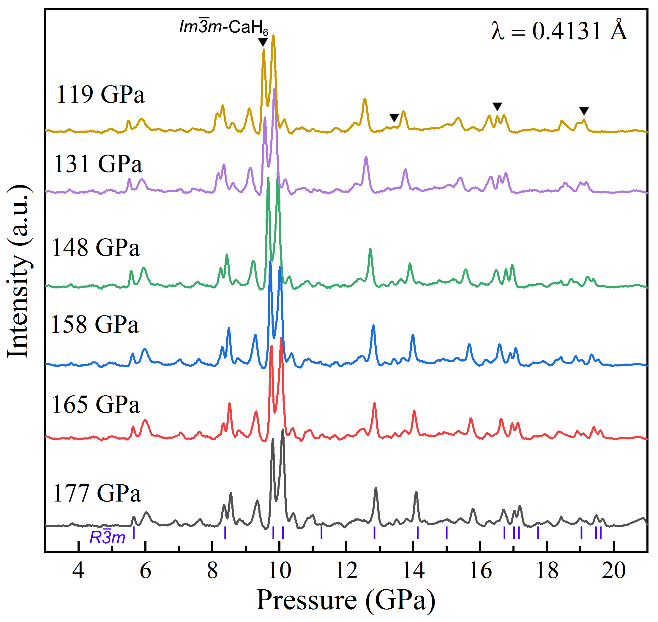 Im3̅m-CaH₆
λ = 0.4131 Å
119 GPa
131 GPa
148 GPa
158 GPa
165 GPa
177 GPa
R3̅m
Intensity (a.u.)
4 6 8 10 12 14 16 18 20
Pressure (GPa)